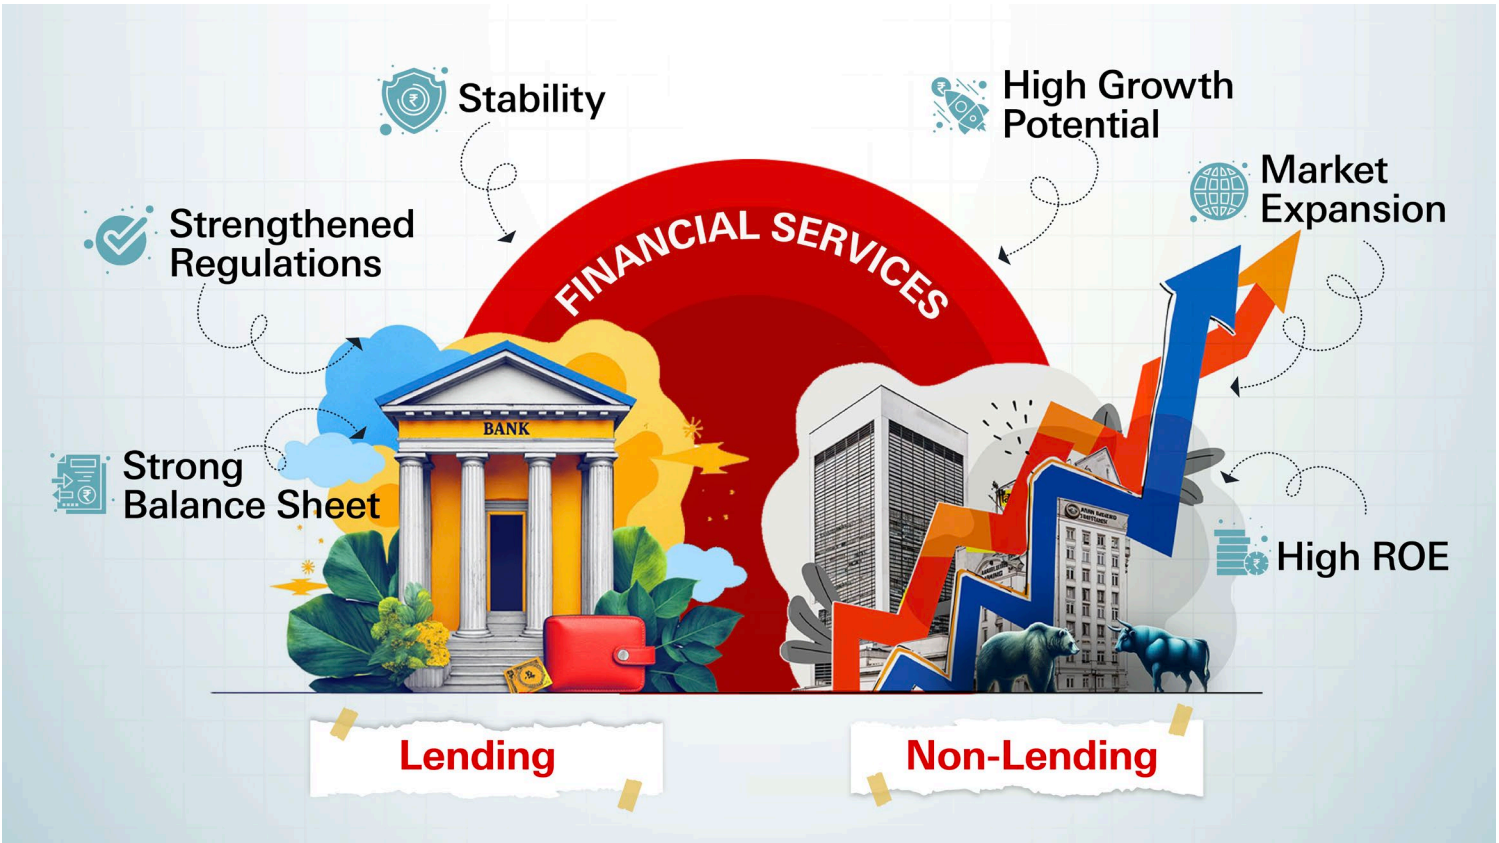 Stability
High Growth
Potential
Market
Expansion
Strengthened
Regulations
FINANCIAL SERVICES
BANK
Strong
Balance Sheet
High ROE
Lending
Non-Lending